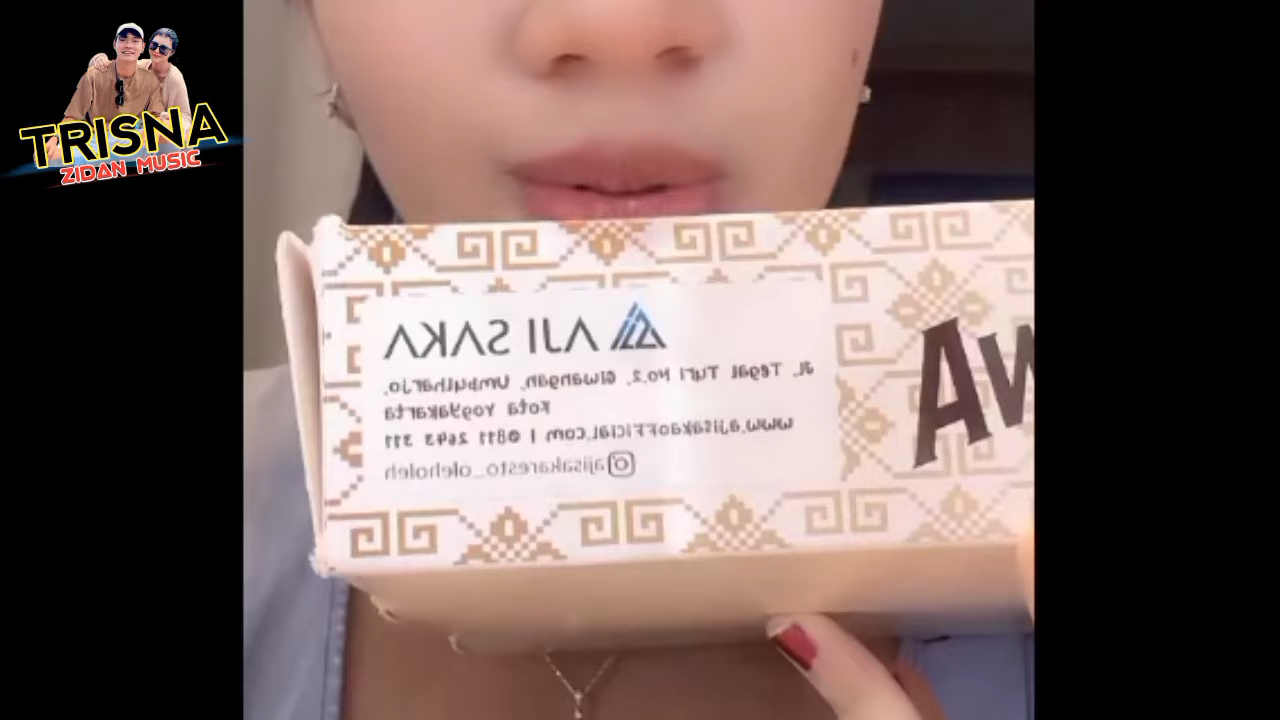 TRISNA
ZIDAN MUSIC
AJI SAKA
JL. Tegal Turi No.2, Giwangan, Umbulharjo,
Kota Yogyakarta
www.ajisakaofficial.com | 0811 2693 311
ajisakaresto_oleholeh
AW